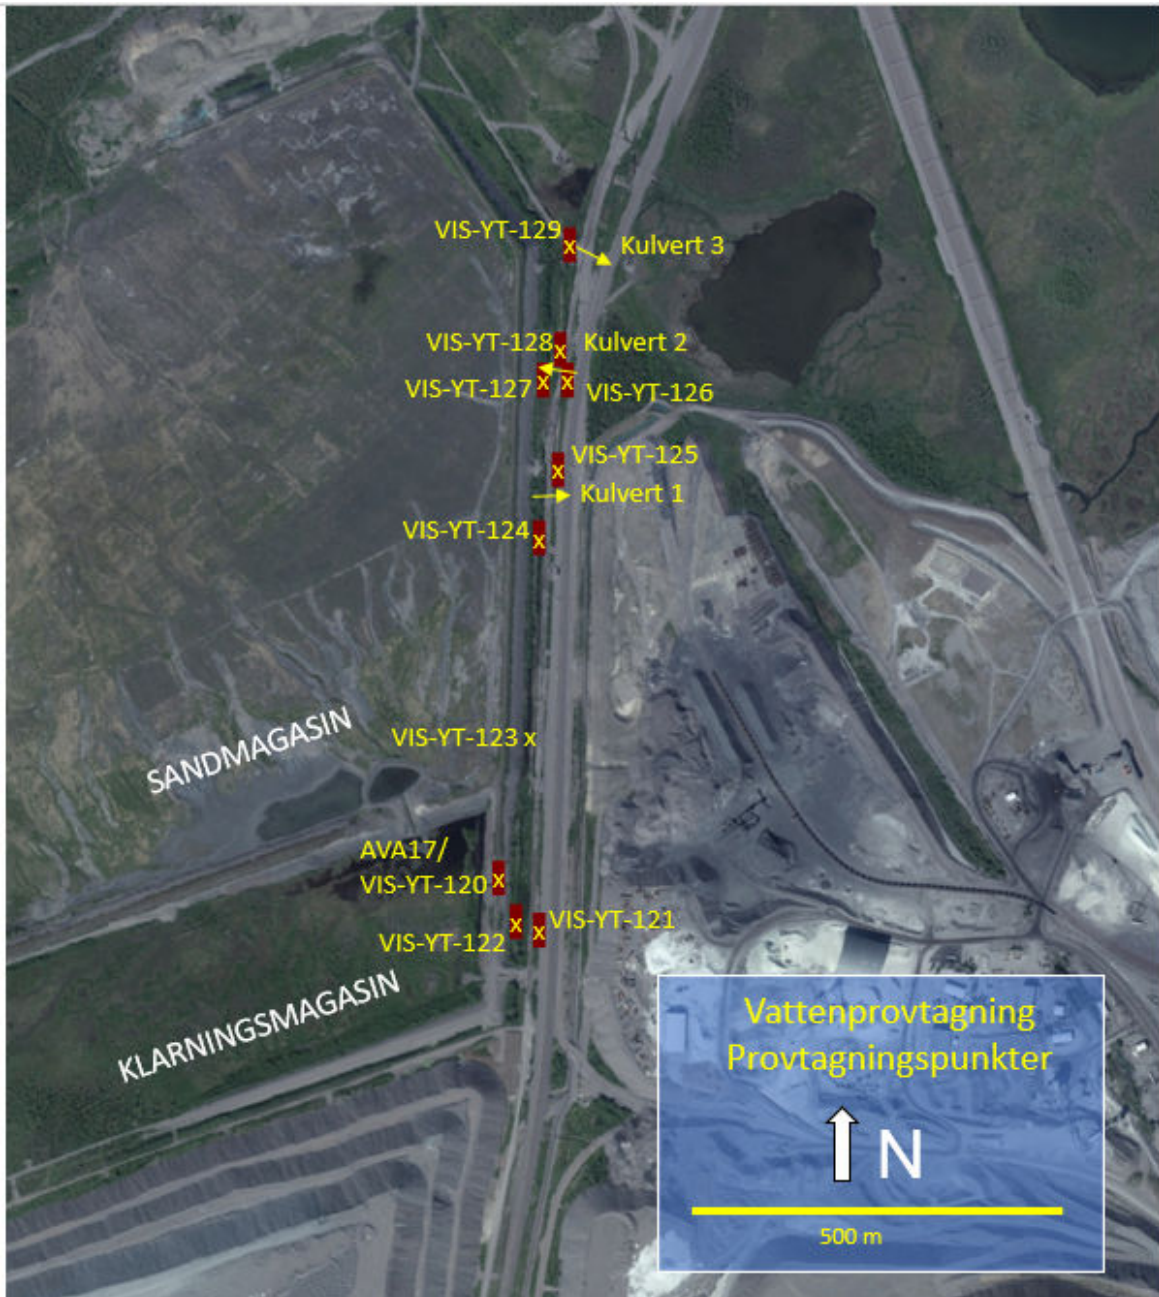 VIS-YT-129 x
Kulvert 3
VIS-YT-128 x Kulvert 2
VIS-YT-127 x x VIS-YT-126
x VIS-YT-125
Kulvert 1
VIS-YT-124 x
SANDMAGASIN
VIS-YT-123 x
AVA17/
VIS-YT-120 x
x VIS-YT-121
VIS-YT-122 x
KLARNINGSMAGASIN
Vattenprovtagning
Provtagningspunkter
N
500 m